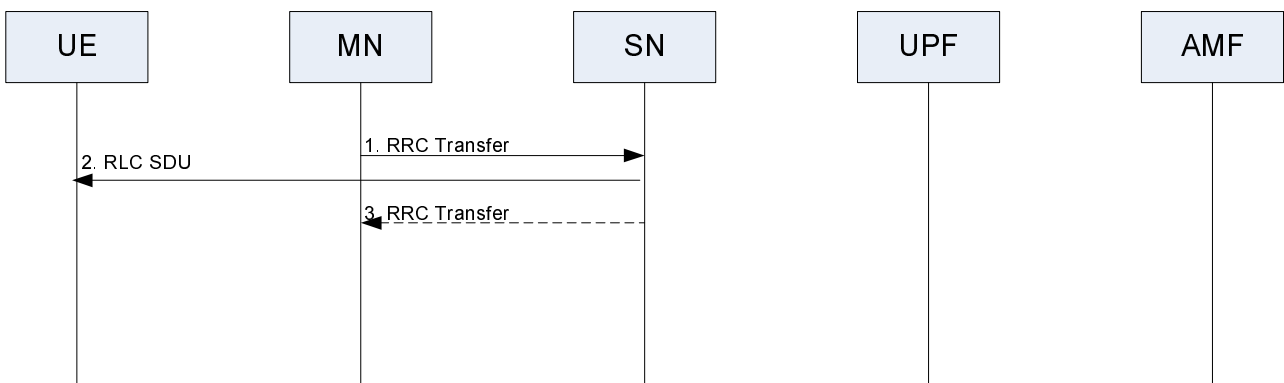 UE
MN
SN
UPF
AMF
1. RRC Transfer
2. RLC SDU
3. RRC Transfer